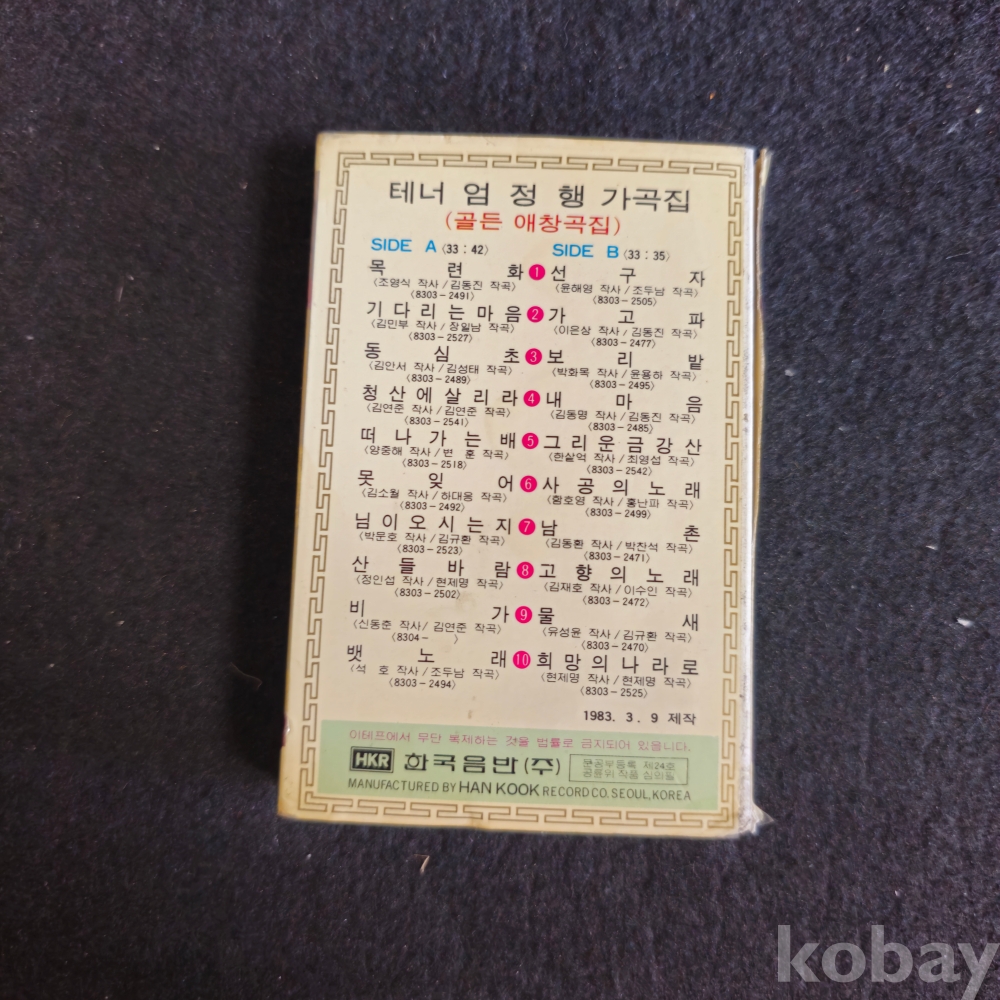 테너 엄정행 가곡집
(골든 애창곡집)
SIDE A (33:42)
목련화
(조영식 작사/김동진 작곡)
(8303-2491)
기다리는마음
(김민부 작사/장일남 작곡)
(8303-2527)
동심초
(김안서 작사/김성태 작곡)
(8303-2489)
청산에살리라
(김연준 작사/김연준 작곡)
(8303-2541)
떠나가는배
(양중해 작사/변훈 작곡)
(8303-2518)
못잊어
(김소월 작사/하대응 작곡)
(8303-2492)
님이오시는지
(박문호 작사/김규환 작곡)
(8303-2523)
산들바람
(정인섭 작사/현제명 작곡)
(8303-2502)
비가
(신동준 작사/김연준 작곡)
(8304- )
뱃노래
(석호 작사/조두남 작곡)
(8303-2494)
SIDE B (33:35)
1 선구자
(윤해영 작사/조두남 작곡)
(8303-2505)
2 가고파
(이은상 작사/김동진 작곡)
(8303-2477)
3 보리밭
(박화목 작사/윤용하 작곡)
(8303-2495)
4 내마음
(김동명 작사/김동진 작곡)
(8303-2485)
5 그리운금강산
(한상억 작사/최영섭 작곡)
(8303-2542)
6 사공의노래
(함호영 작사/홍난파 작곡)
(8303-2499)
7 남촌
(김동환 작사/박찬석 작곡)
(8303-2471)
8 고향의노래
(김재호 작사/이수인 작곡)
(8303-2472)
9 물새
(유성윤 작사/김규환 작곡)
(8303-2470)
10 희망의나라로
(현제명 작사/현제명 작곡)
(8303-2525)
1983. 3. 9 제작
이테프에서 무단 복제하는 것을 법률로 금지되어 있읍니다.
HKR 한국음반(주)
문공부등록 제24호
공륜위 작품 심의필
MANUFACTURED BY HAN KOOK RECORD CO. SEOUL, KOREA
kobay